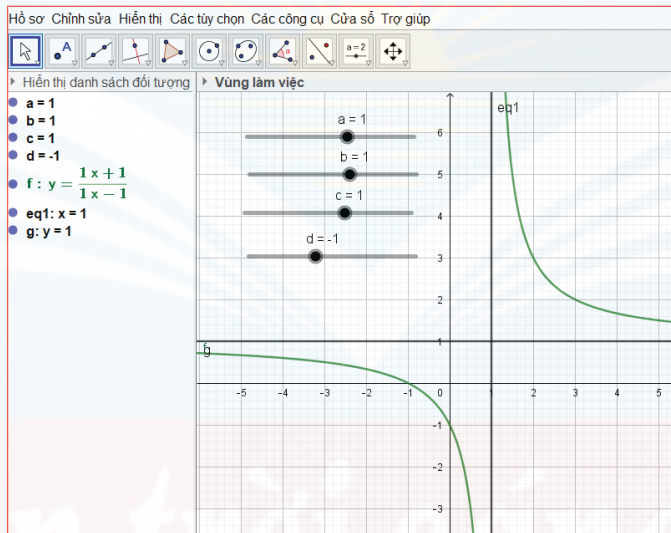 Hồ sơ Chỉnh sửa Hiển thị Các tùy chọn Các công cụ Cửa sổ Trợ giúp
A α a = 2
Hiển thị danh sách đối tượng
a = 1
b = 1
c = 1
d = -1
f : y = (1 x + 1)/(1 x − 1)
eq1: x = 1
g: y = 1
Vùng làm việc
a = 1
b = 1
c = 1
d = -1
eq1
f
g
6
5
4
3
2
1
-1
-2
-3
-5 -4 -3 -2 -1 0 1 2 3 4 5